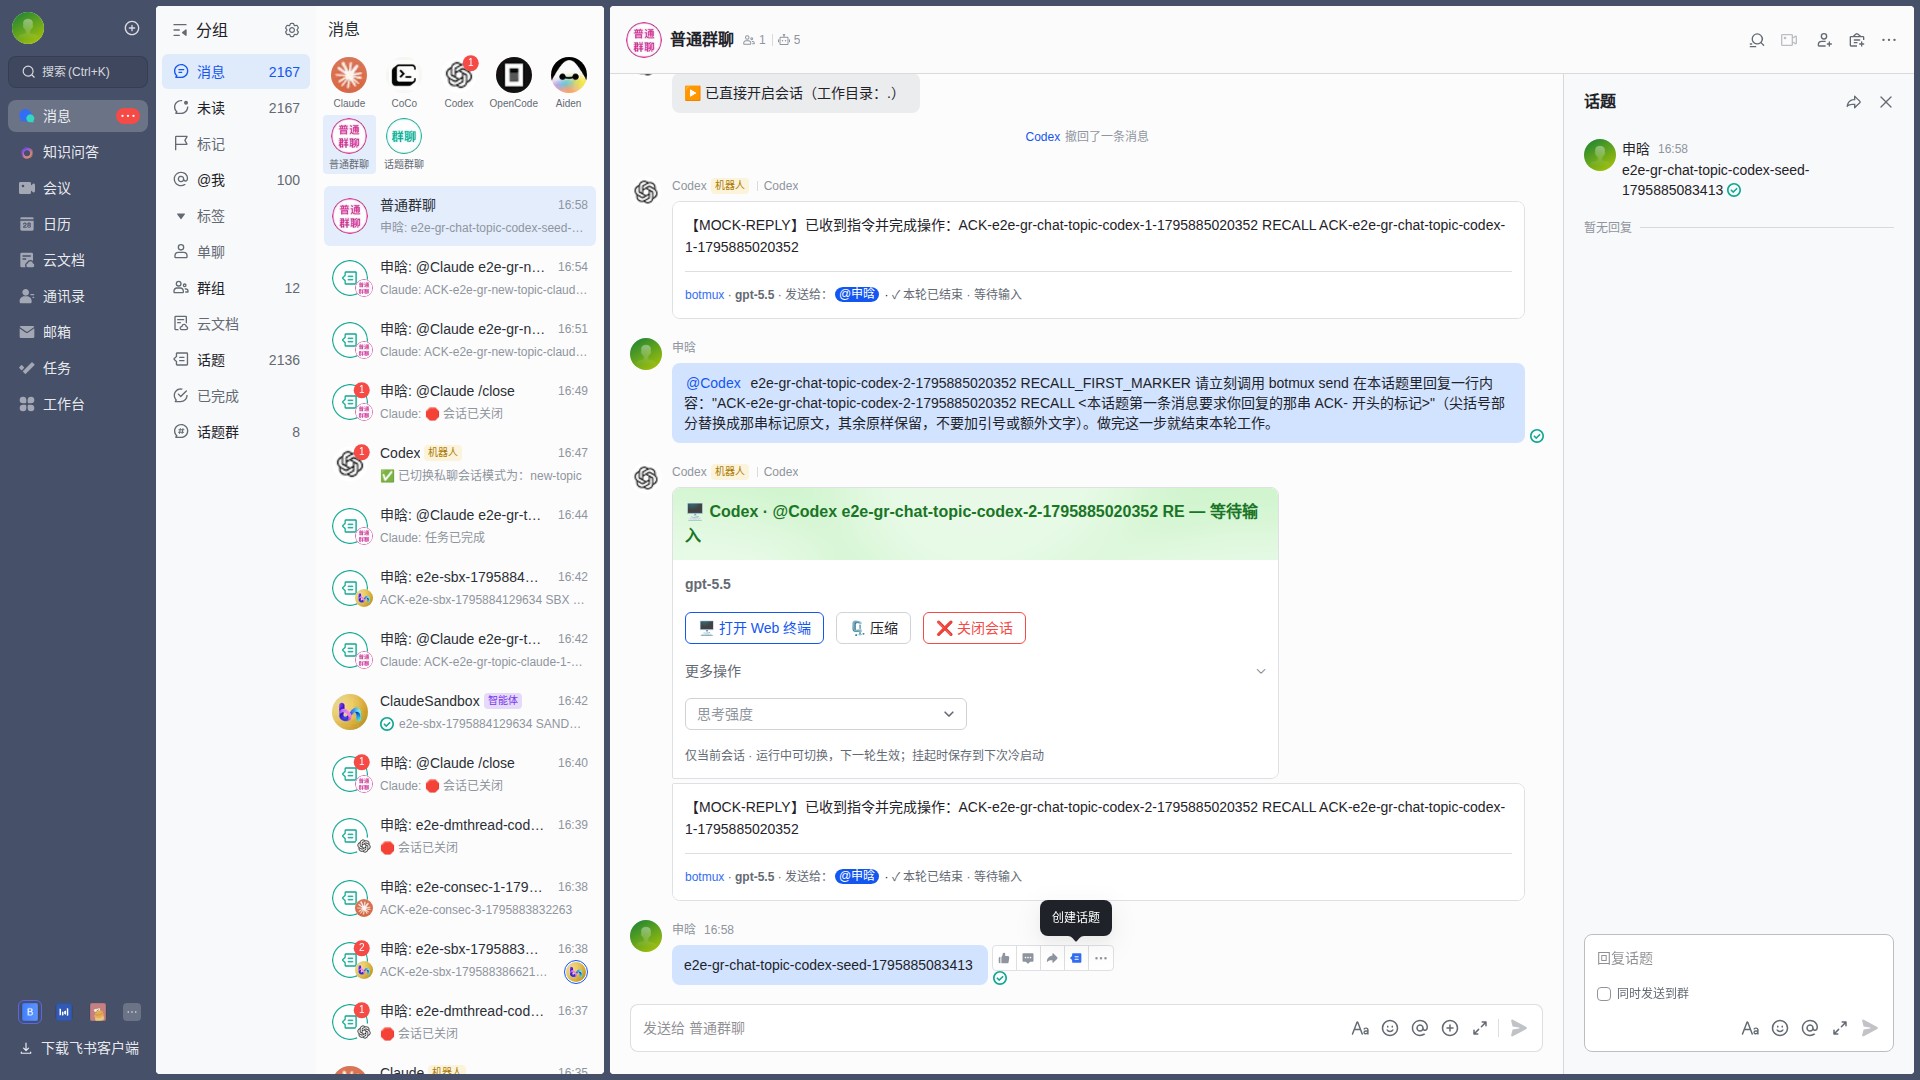 搜索 (Ctrl+K)
消息
知识问答
会议
日历
云文档
通讯录
邮箱
任务
工作台
下载飞书客户端
分组
消息 2167
未读 2167
标记
@我 100
标签
单聊
群组 12
云文档
话题 2136
已完成
话题群 8
消息
1
Claude CoCo Codex OpenCode Aiden
普通群聊 话题群聊
普通群聊 16:58
申晗: e2e-gr-chat-topic-codex-seed-…
申晗: @Claude e2e-gr-n… 16:54
Claude: ACK-e2e-gr-new-topic-claud…
申晗: @Claude e2e-gr-n… 16:51
Claude: ACK-e2e-gr-new-topic-claud…
1
申晗: @Claude /close 16:49
Claude: 🛑 会话已关闭
1
Codex 机器人 16:47
✅ 已切换私聊会话模式为：new-topic
申晗: @Claude e2e-gr-t… 16:44
Claude: 任务已完成
申晗: e2e-sbx-1795884… 16:42
ACK-e2e-sbx-1795884129634 SBX …
申晗: @Claude e2e-gr-t… 16:42
Claude: ACK-e2e-gr-topic-claude-1-…
ClaudeSandbox 智能体 16:42
e2e-sbx-1795884129634 SAND…
1
申晗: @Claude /close 16:40
Claude: 🛑 会话已关闭
申晗: e2e-dmthread-cod… 16:39
🛑 会话已关闭
申晗: e2e-consec-1-179… 16:38
ACK-e2e-consec-3-1795883832263
2
申晗: e2e-sbx-1795883… 16:38
ACK-e2e-sbx-179588386621…
1
申晗: e2e-dmthread-cod… 16:37
🛑 会话已关闭
Claude 机器人 16:35
普通群聊
普通群聊 1 5
▶️ 已直接开启会话（工作目录：.）
Codex 撤回了一条消息
Codex 机器人 | Codex
【MOCK-REPLY】已收到指令并完成操作：ACK-e2e-gr-chat-topic-codex-1-1795885020352 RECALL ACK-e2e-gr-chat-topic-codex-
1-1795885020352
botmux · gpt-5.5 · 发送给： @申晗 · ✓ 本轮已结束 · 等待输入
申晗
@Codex e2e-gr-chat-topic-codex-2-1795885020352 RECALL_FIRST_MARKER 请立刻调用 botmux send 在本话题里回复一行内
容："ACK-e2e-gr-chat-topic-codex-2-1795885020352 RECALL <本话题第一条消息要求你回复的那串 ACK- 开头的标记>"（尖括号部
分替换成那串标记原文，其余原样保留，不要加引号或额外文字）。做完这一步就结束本轮工作。
Codex 机器人 | Codex
🖥️ Codex · @Codex e2e-gr-chat-topic-codex-2-1795885020352 RE — 等待输
入
gpt-5.5
🖥️ 打开 Web 终端 🗜️ 压缩 ❌ 关闭会话
更多操作
思考强度
仅当前会话 · 运行中可切换，下一轮生效；挂起时保存到下次冷启动
【MOCK-REPLY】已收到指令并完成操作：ACK-e2e-gr-chat-topic-codex-2-1795885020352 RECALL ACK-e2e-gr-chat-topic-codex-
1-1795885020352
botmux · gpt-5.5 · 发送给： @申晗 · ✓ 本轮已结束 · 等待输入
创建话题
申晗 16:58
e2e-gr-chat-topic-codex-seed-1795885083413
发送给 普通群聊
话题
申晗 16:58
e2e-gr-chat-topic-codex-seed-
1795885083413
暂无回复
回复话题
同时发送到群